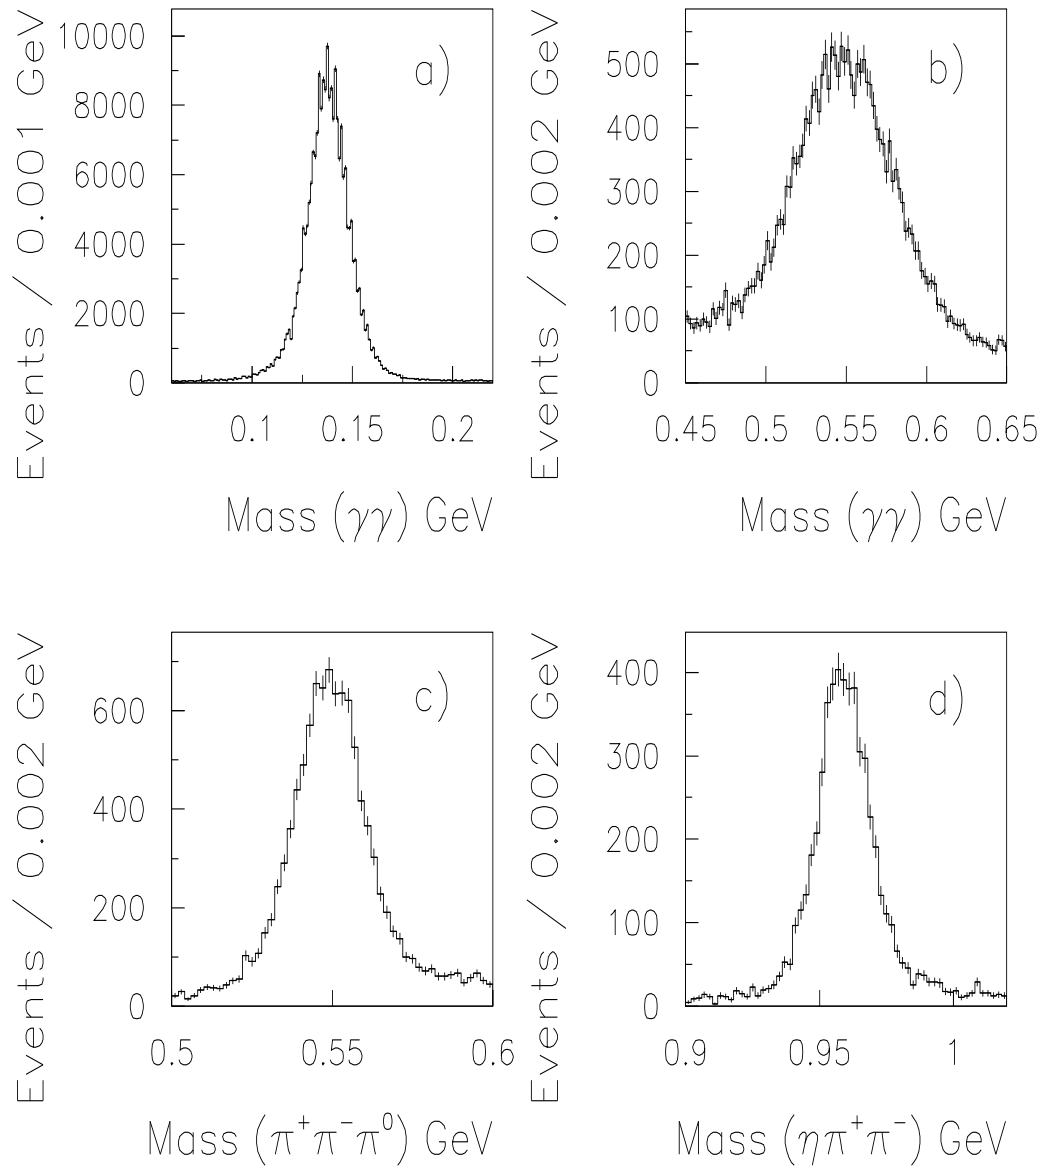 Events / 0.001 GeV
10000
8000
6000
4000
2000
0
a)
0.1 0.15 0.2
Mass (γγ) GeV
Events / 0.002 GeV
500
400
300
200
100
0
b)
0.45 0.5 0.55 0.6 0.65
Mass (γγ) GeV
Events / 0.002 GeV
600
400
200
0
c)
0.5 0.55 0.6
Mass (π⁺π⁻π⁰) GeV
Events / 0.002 GeV
400
300
200
100
0
d)
0.9 0.95 1
Mass (ηπ⁺π⁻) GeV